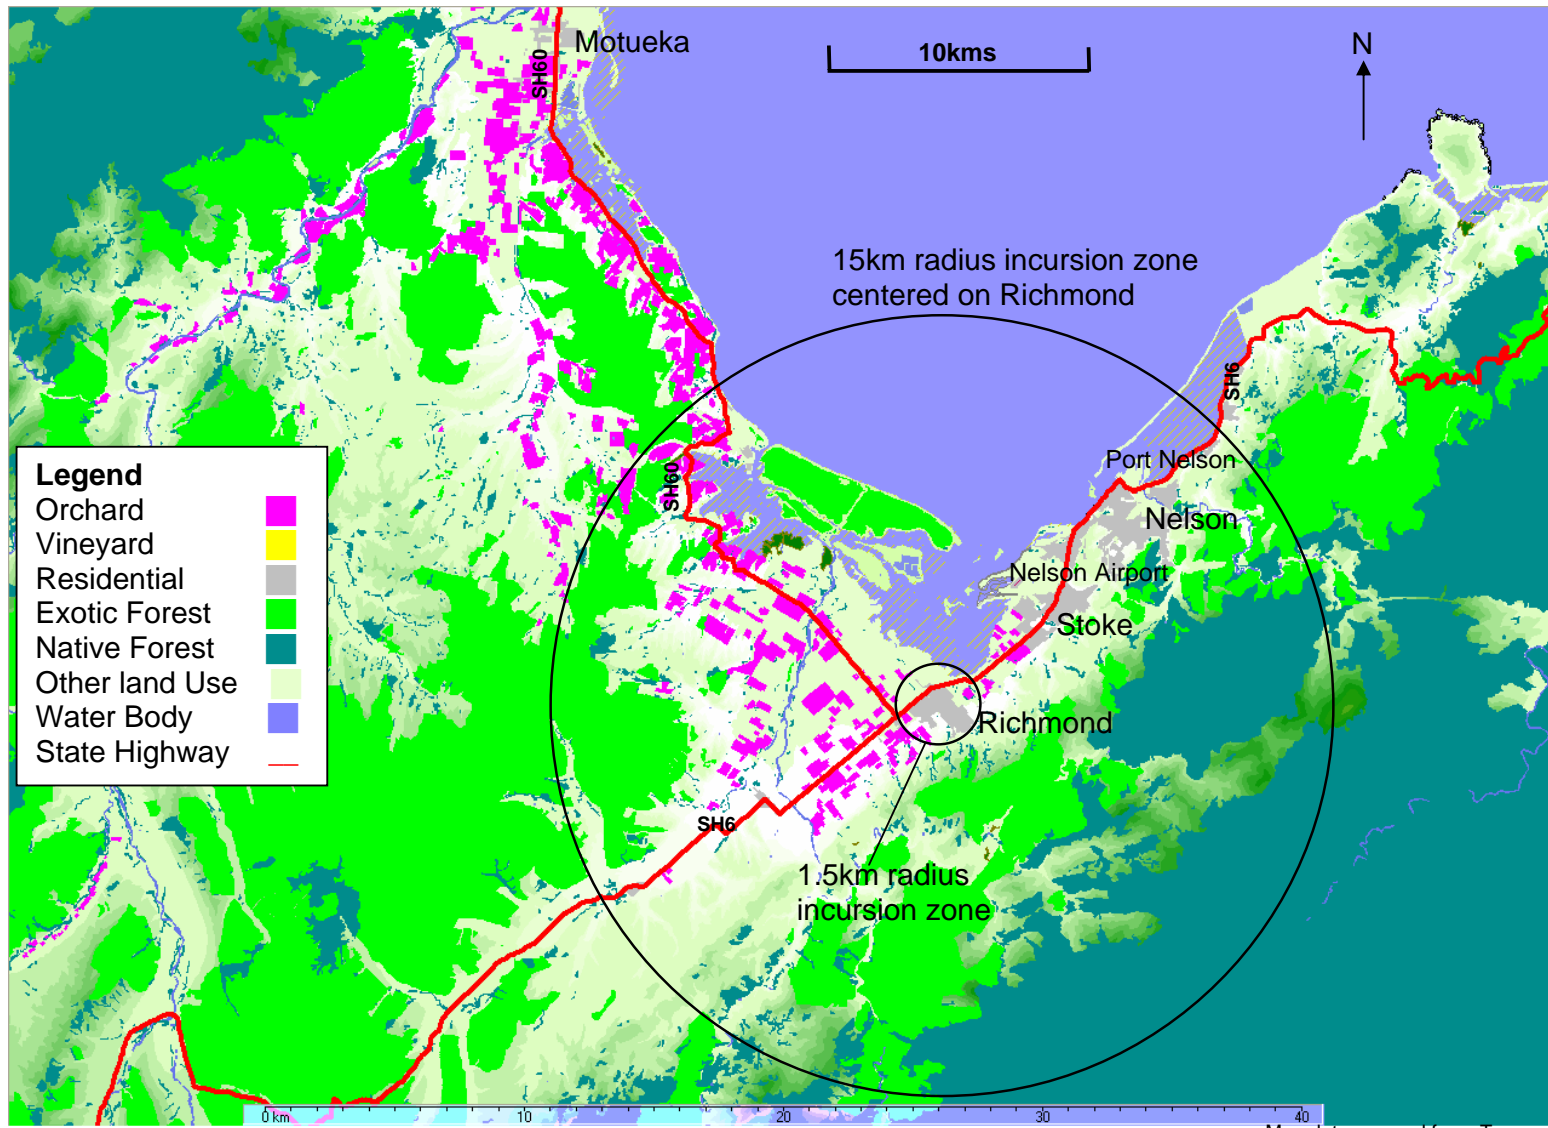 Motueka
SH60
10kms
N
15km radius incursion zone
centered on Richmond
SH6
Port Nelson
Nelson
SH60
Nelson Airport
Stoke
Richmond
Legend
Orchard
Vineyard
Residential
Exotic Forest
Native Forest
Other land Use
Water Body
State Highway
SH6
1.5km radius
incursion zone
0 km 10 20 30 40